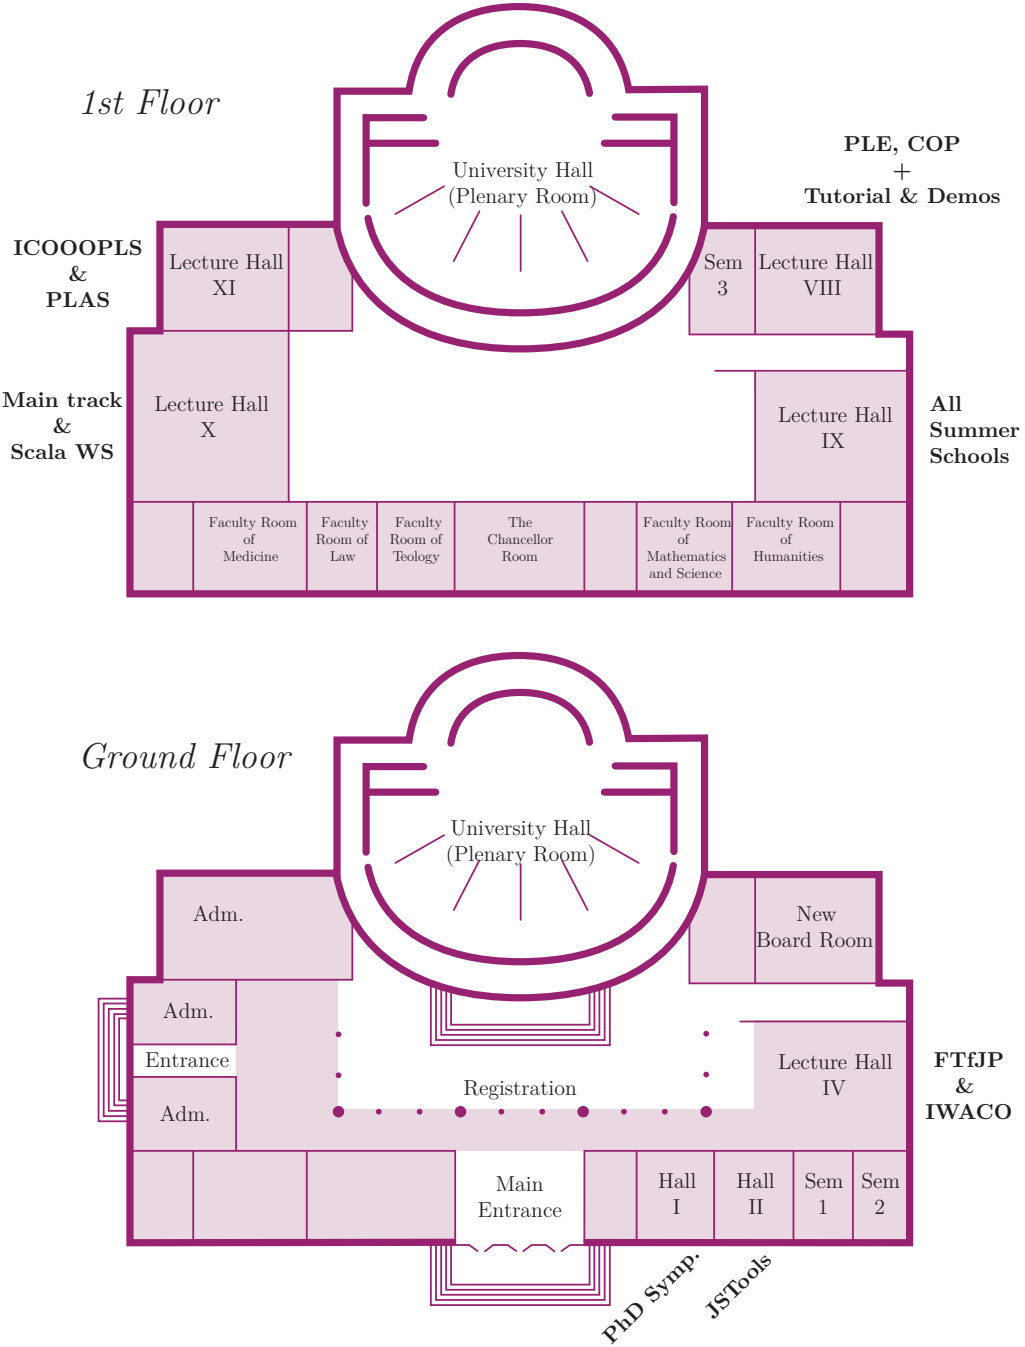 1st Floor
PLE, COP
+
Tutorial & Demos
University Hall
(Plenary Room)
ICOOOPLS
&
PLAS
Lecture Hall
XI
Sem
3
Lecture Hall
VIII
Main track
&
Scala WS
Lecture Hall
X
Lecture Hall
IX
All
Summer
Schools
Faculty Room
of
Medicine
Faculty
Room of
Law
Faculty
Room of
Teology
The
Chancellor
Room
Faculty Room
of
Mathematics
and Science
Faculty Room
of
Humanities
Ground Floor
University Hall
(Plenary Room)
Adm.
New
Board Room
Adm.
Entrance
Adm.
Registration
Lecture Hall
IV
FTfJP
&
IWACO
Main
Entrance
Hall
I
Hall
II
Sem
1
Sem
2
PhD Symp.
JSTools